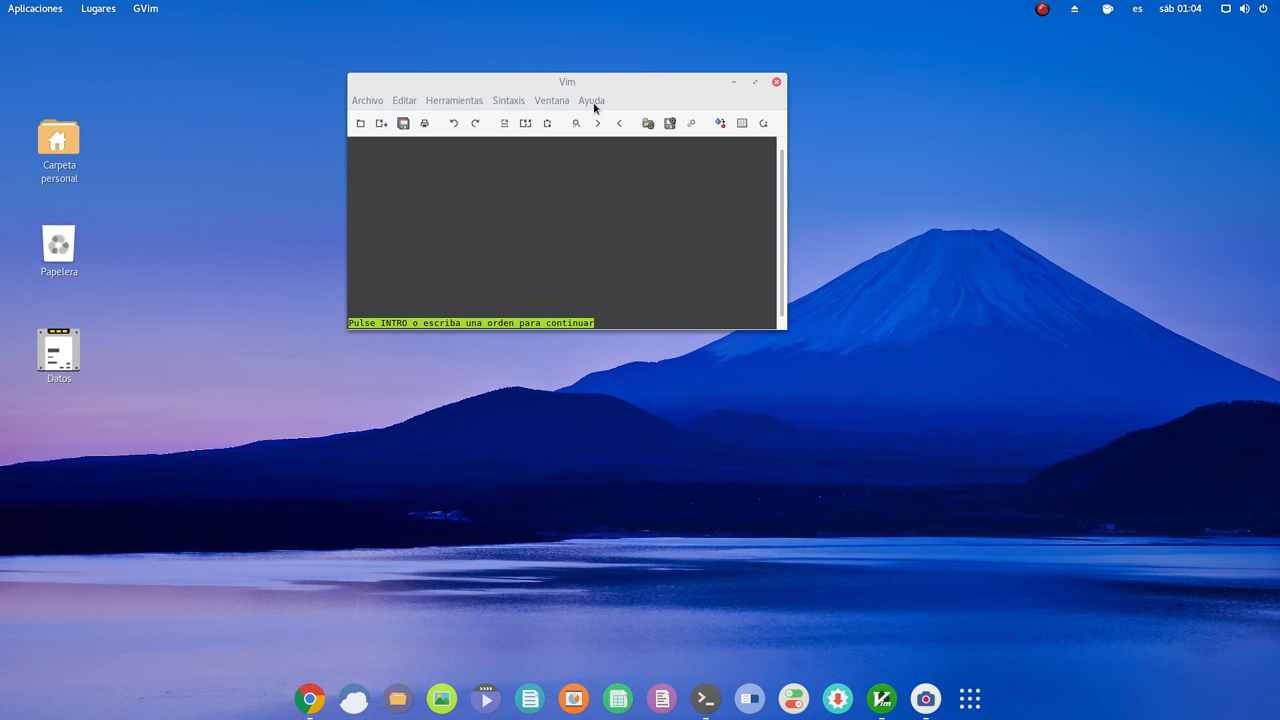 Aplicaciones Lugares GVim
es sáb 01:04
Vim
Archivo Editar Herramientas Sintaxis Ventana Ayuda
Carpeta
personal
Papelera
Pulse INTRO o escriba una orden para continuar
Datos
Vim